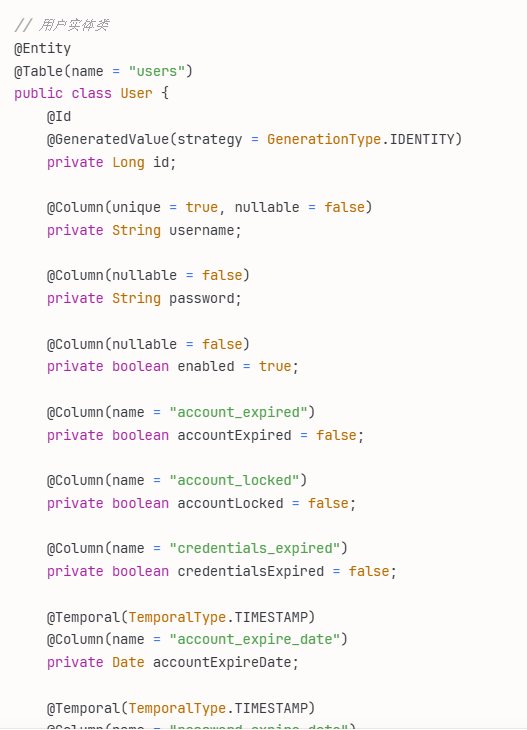 // 用户实体类
@Entity
@Table(name = "users")
public class User {
    @Id
    @GeneratedValue(strategy = GenerationType.IDENTITY)
    private Long id;

    @Column(unique = true, nullable = false)
    private String username;

    @Column(nullable = false)
    private String password;

    @Column(nullable = false)
    private boolean enabled = true;

    @Column(name = "account_expired")
    private boolean accountExpired = false;

    @Column(name = "account_locked")
    private boolean accountLocked = false;

    @Column(name = "credentials_expired")
    private boolean credentialsExpired = false;

    @Temporal(TemporalType.TIMESTAMP)
    @Column(name = "account_expire_date")
    private Date accountExpireDate;

    @Temporal(TemporalType.TIMESTAMP)
    @Column(name = "password_expire_date")